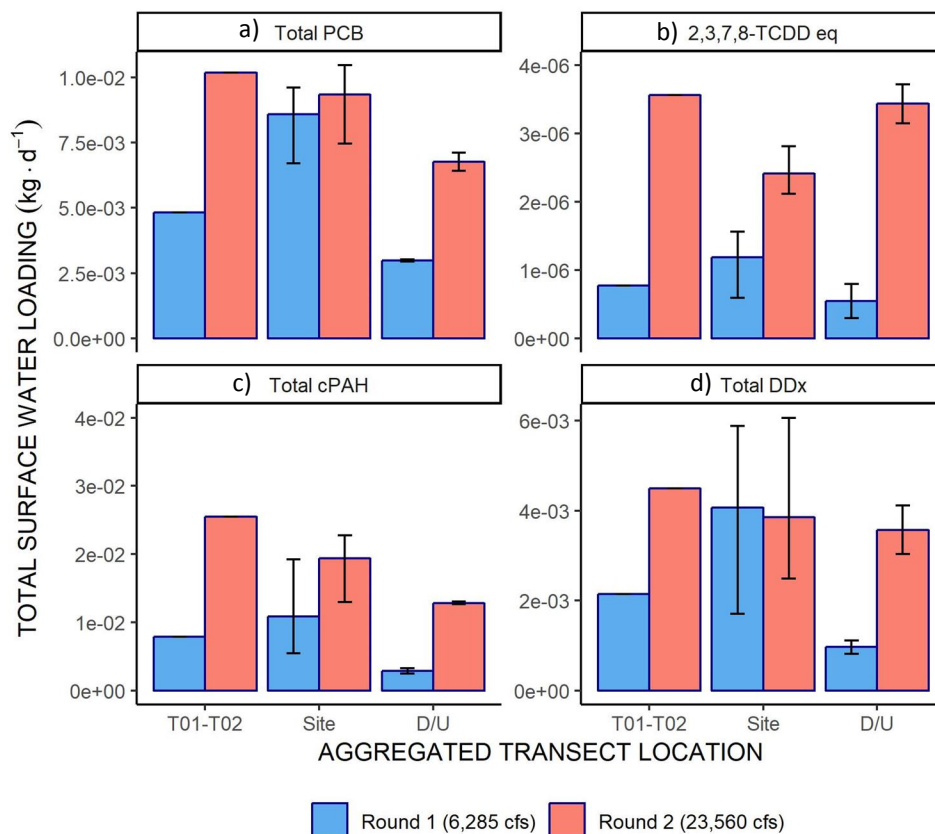 a) Total PCB
b) 2,3,7,8-TCDD eq
1.0e-02
7.5e-03
5.0e-03
2.5e-03
0.0e+00
4e-06
3e-06
2e-06
1e-06
0e+00
c) Total cPAH
d) Total DDx
4e-02
3e-02
2e-02
1e-02
0e+00
6e-03
4e-03
2e-03
0e+00
TOTAL SURFACE WATER LOADING (kg · d⁻¹)
T01-T02 Site D/U
T01-T02 Site D/U
AGGREGATED TRANSECT LOCATION
Round 1 (6,285 cfs) Round 2 (23,560 cfs)